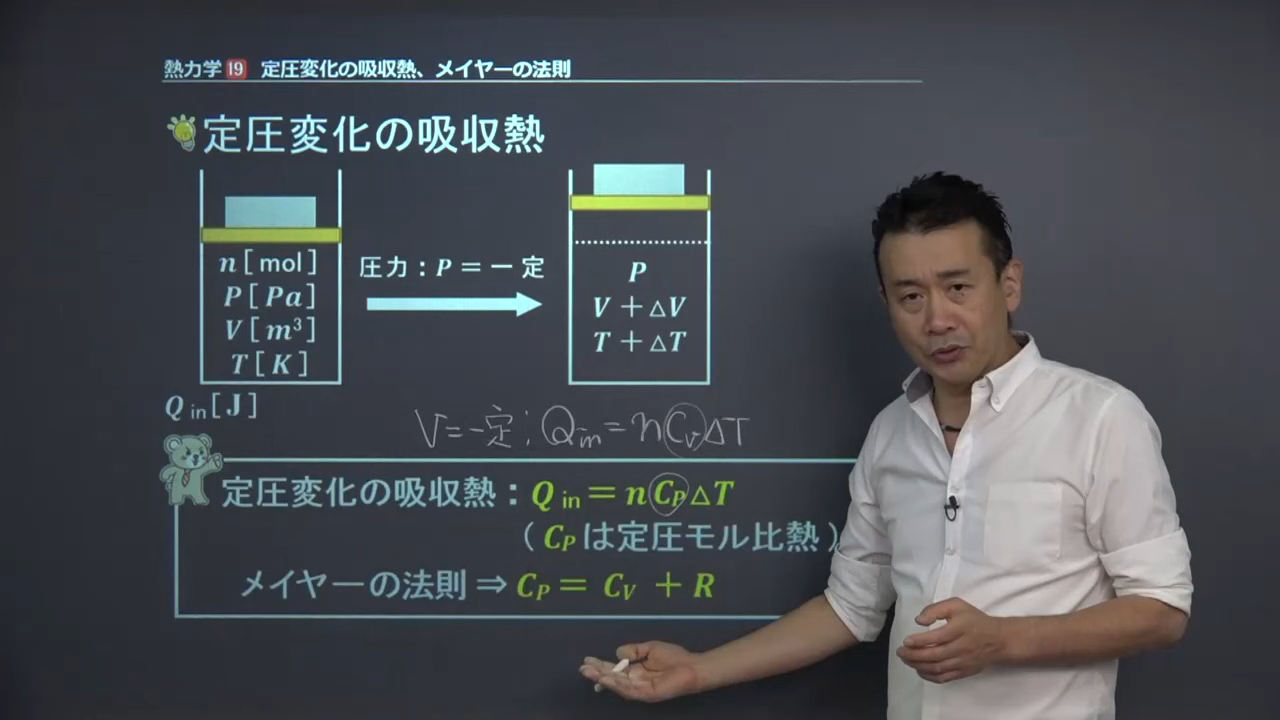 熱力学19 定圧変化の吸収熱、メイヤーの法則
定圧変化の吸収熱
n[mol]
P[Pa]
V[m³]
T[K]
圧力:P=一定
P
V+△V
T+△T
Q in[J]
V=一定:Qin=nCvΔT
定圧変化の吸収熱:Q in=nCP△T
(CPは定圧モル比熱)
メイヤーの法則⇒CP=CV+R